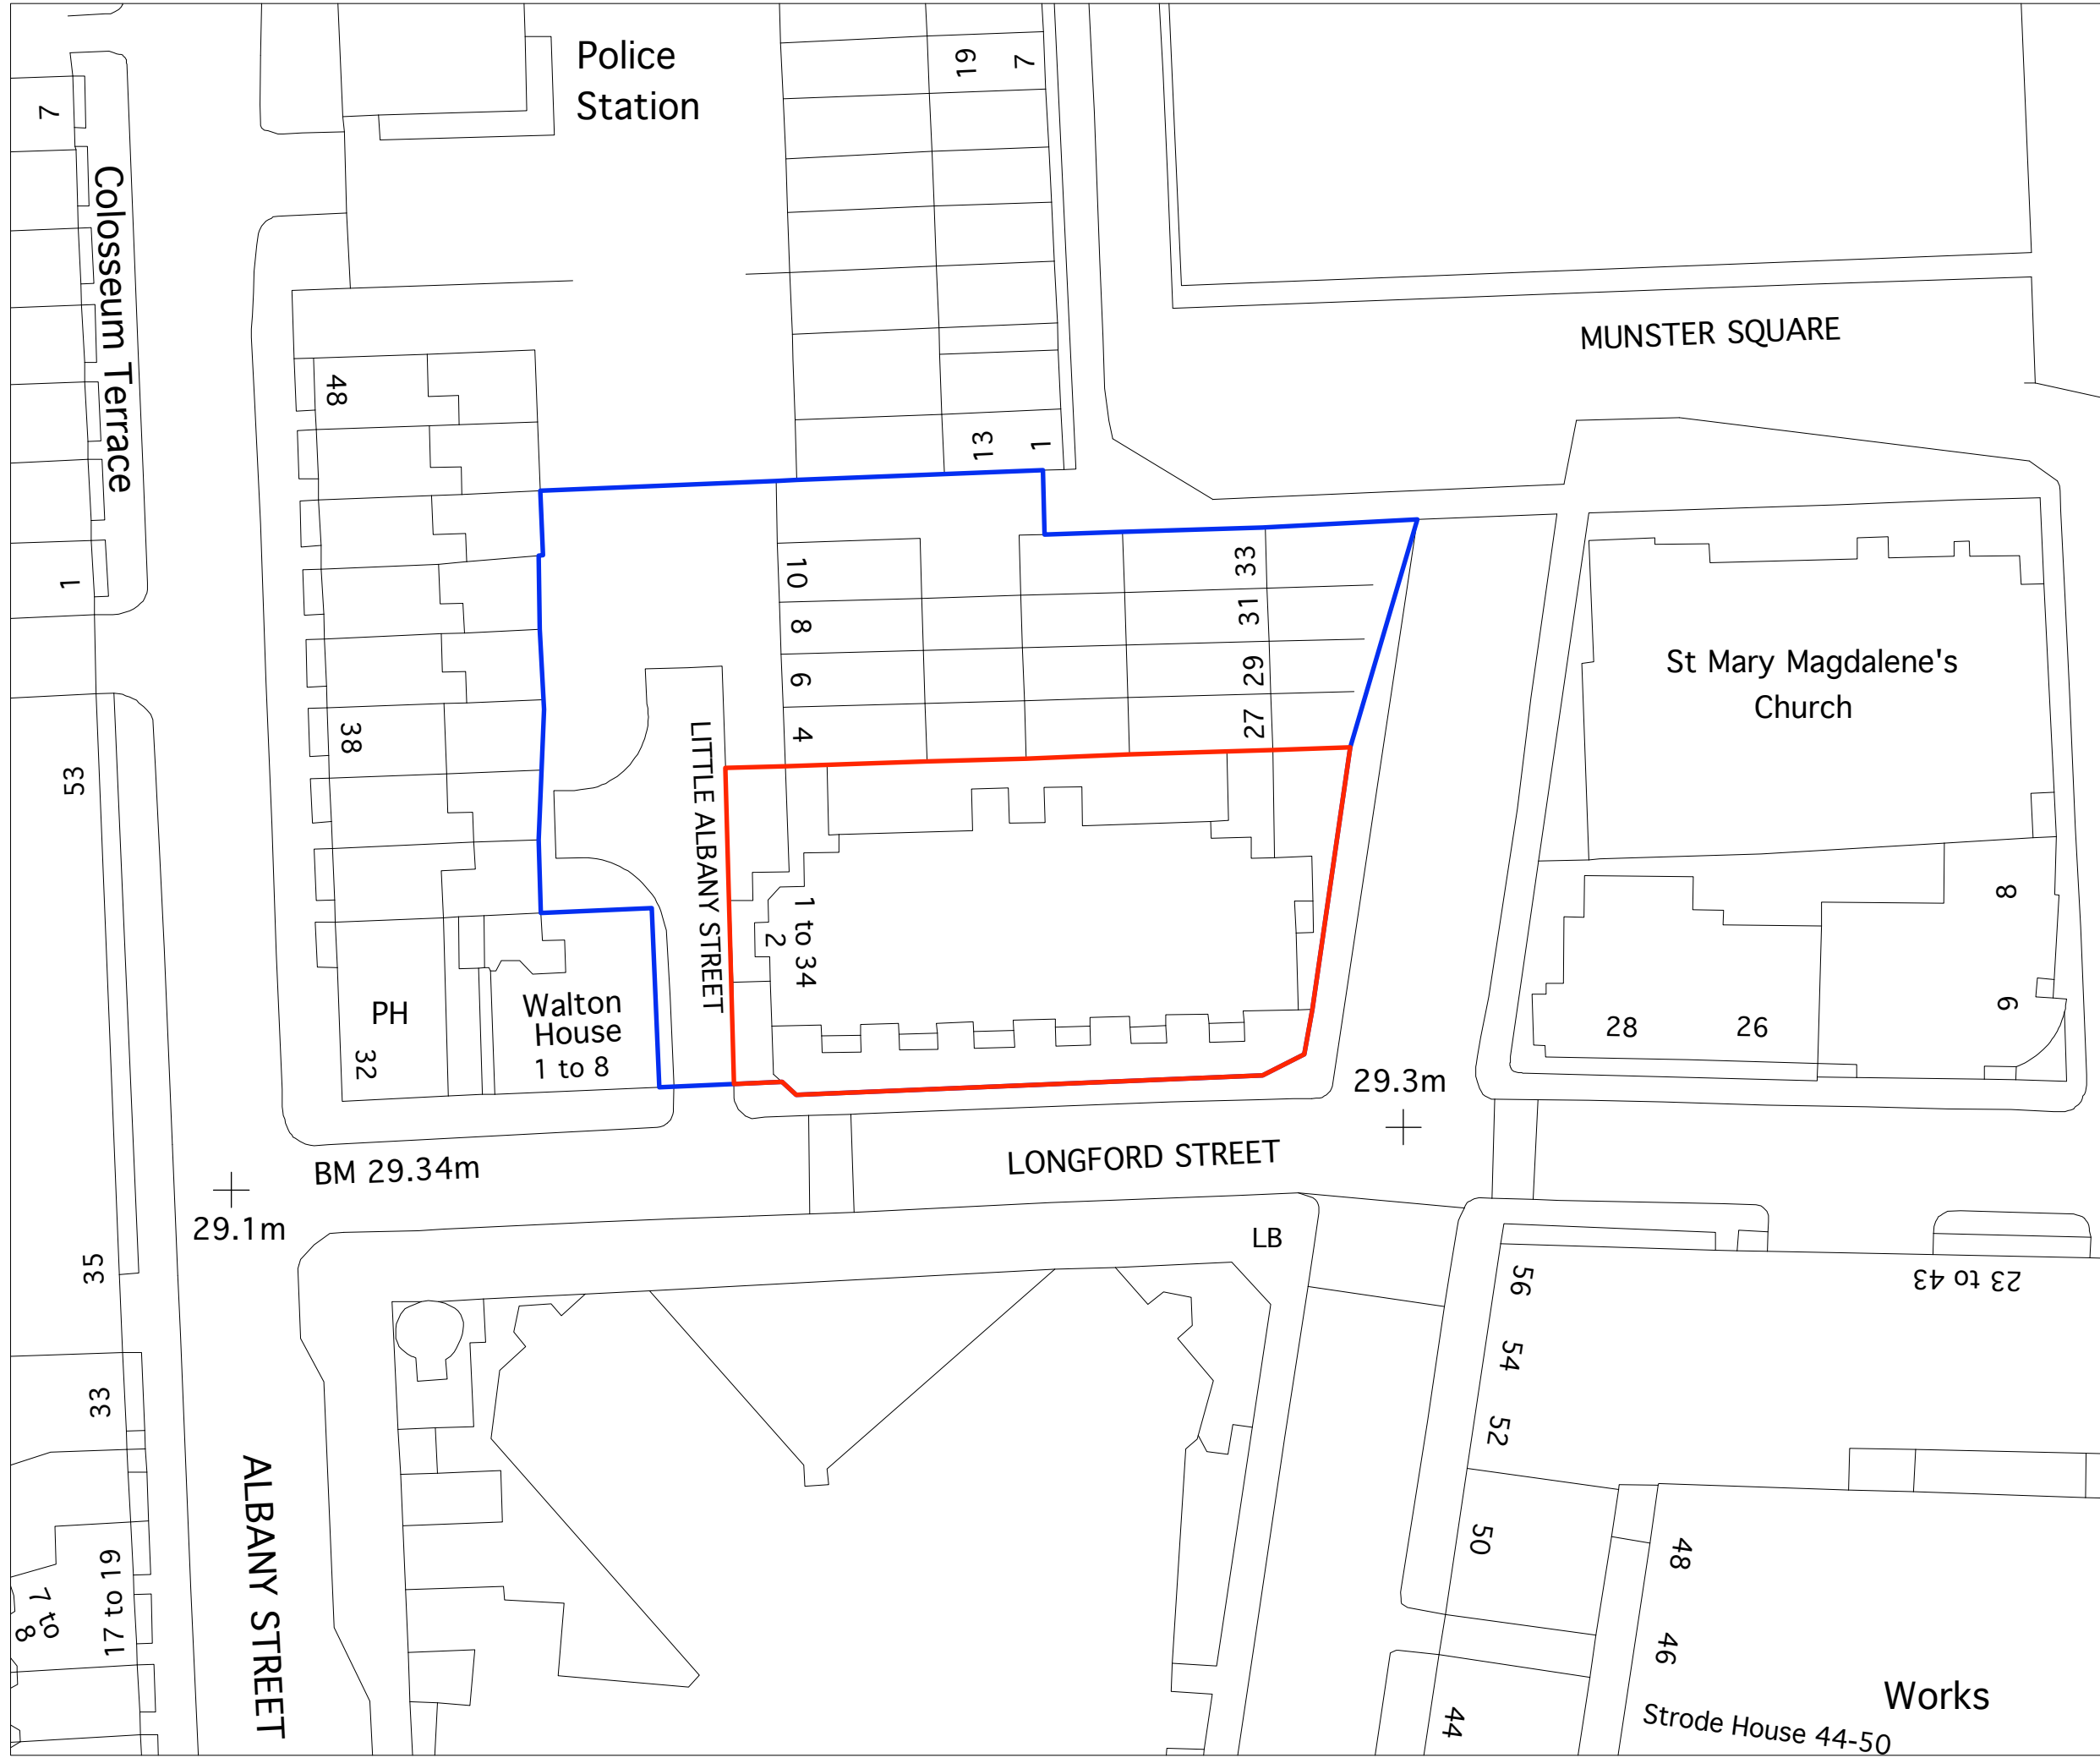 Police
Station
19
7
7
Colosseum Terrace
MUNSTER SQUARE
48
13
1
1
10
33
8
31
6
29
4
27
St Mary Magdalene's
Church
38
53
LITTLE ALBANY STREET
1 to 34
2
8
6
PH
32
Walton
House
1 to 8
28
26
29.3m
LONGFORD STREET
BM 29.34m
29.1m
LB
35
56
23 to 43
54
33
52
ALBANY STREET
50
48
17 to 19
7 to
8
46
44
Works
Strode House 44-50